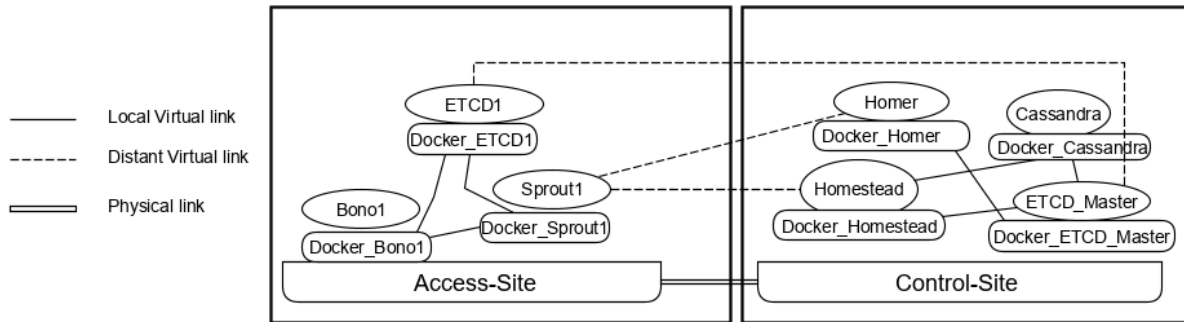 Local Virtual link
Distant Virtual link
Physical link
ETCD1
Docker_ETCD1
Sprout1
Docker_Sprout1
Bono1
Docker_Bono1
Access-Site
Homer
Docker_Homer
Cassandra
Docker_Cassandra
Homestead
Docker_Homestead
ETCD_Master
Docker_ETCD_Master
Control-Site